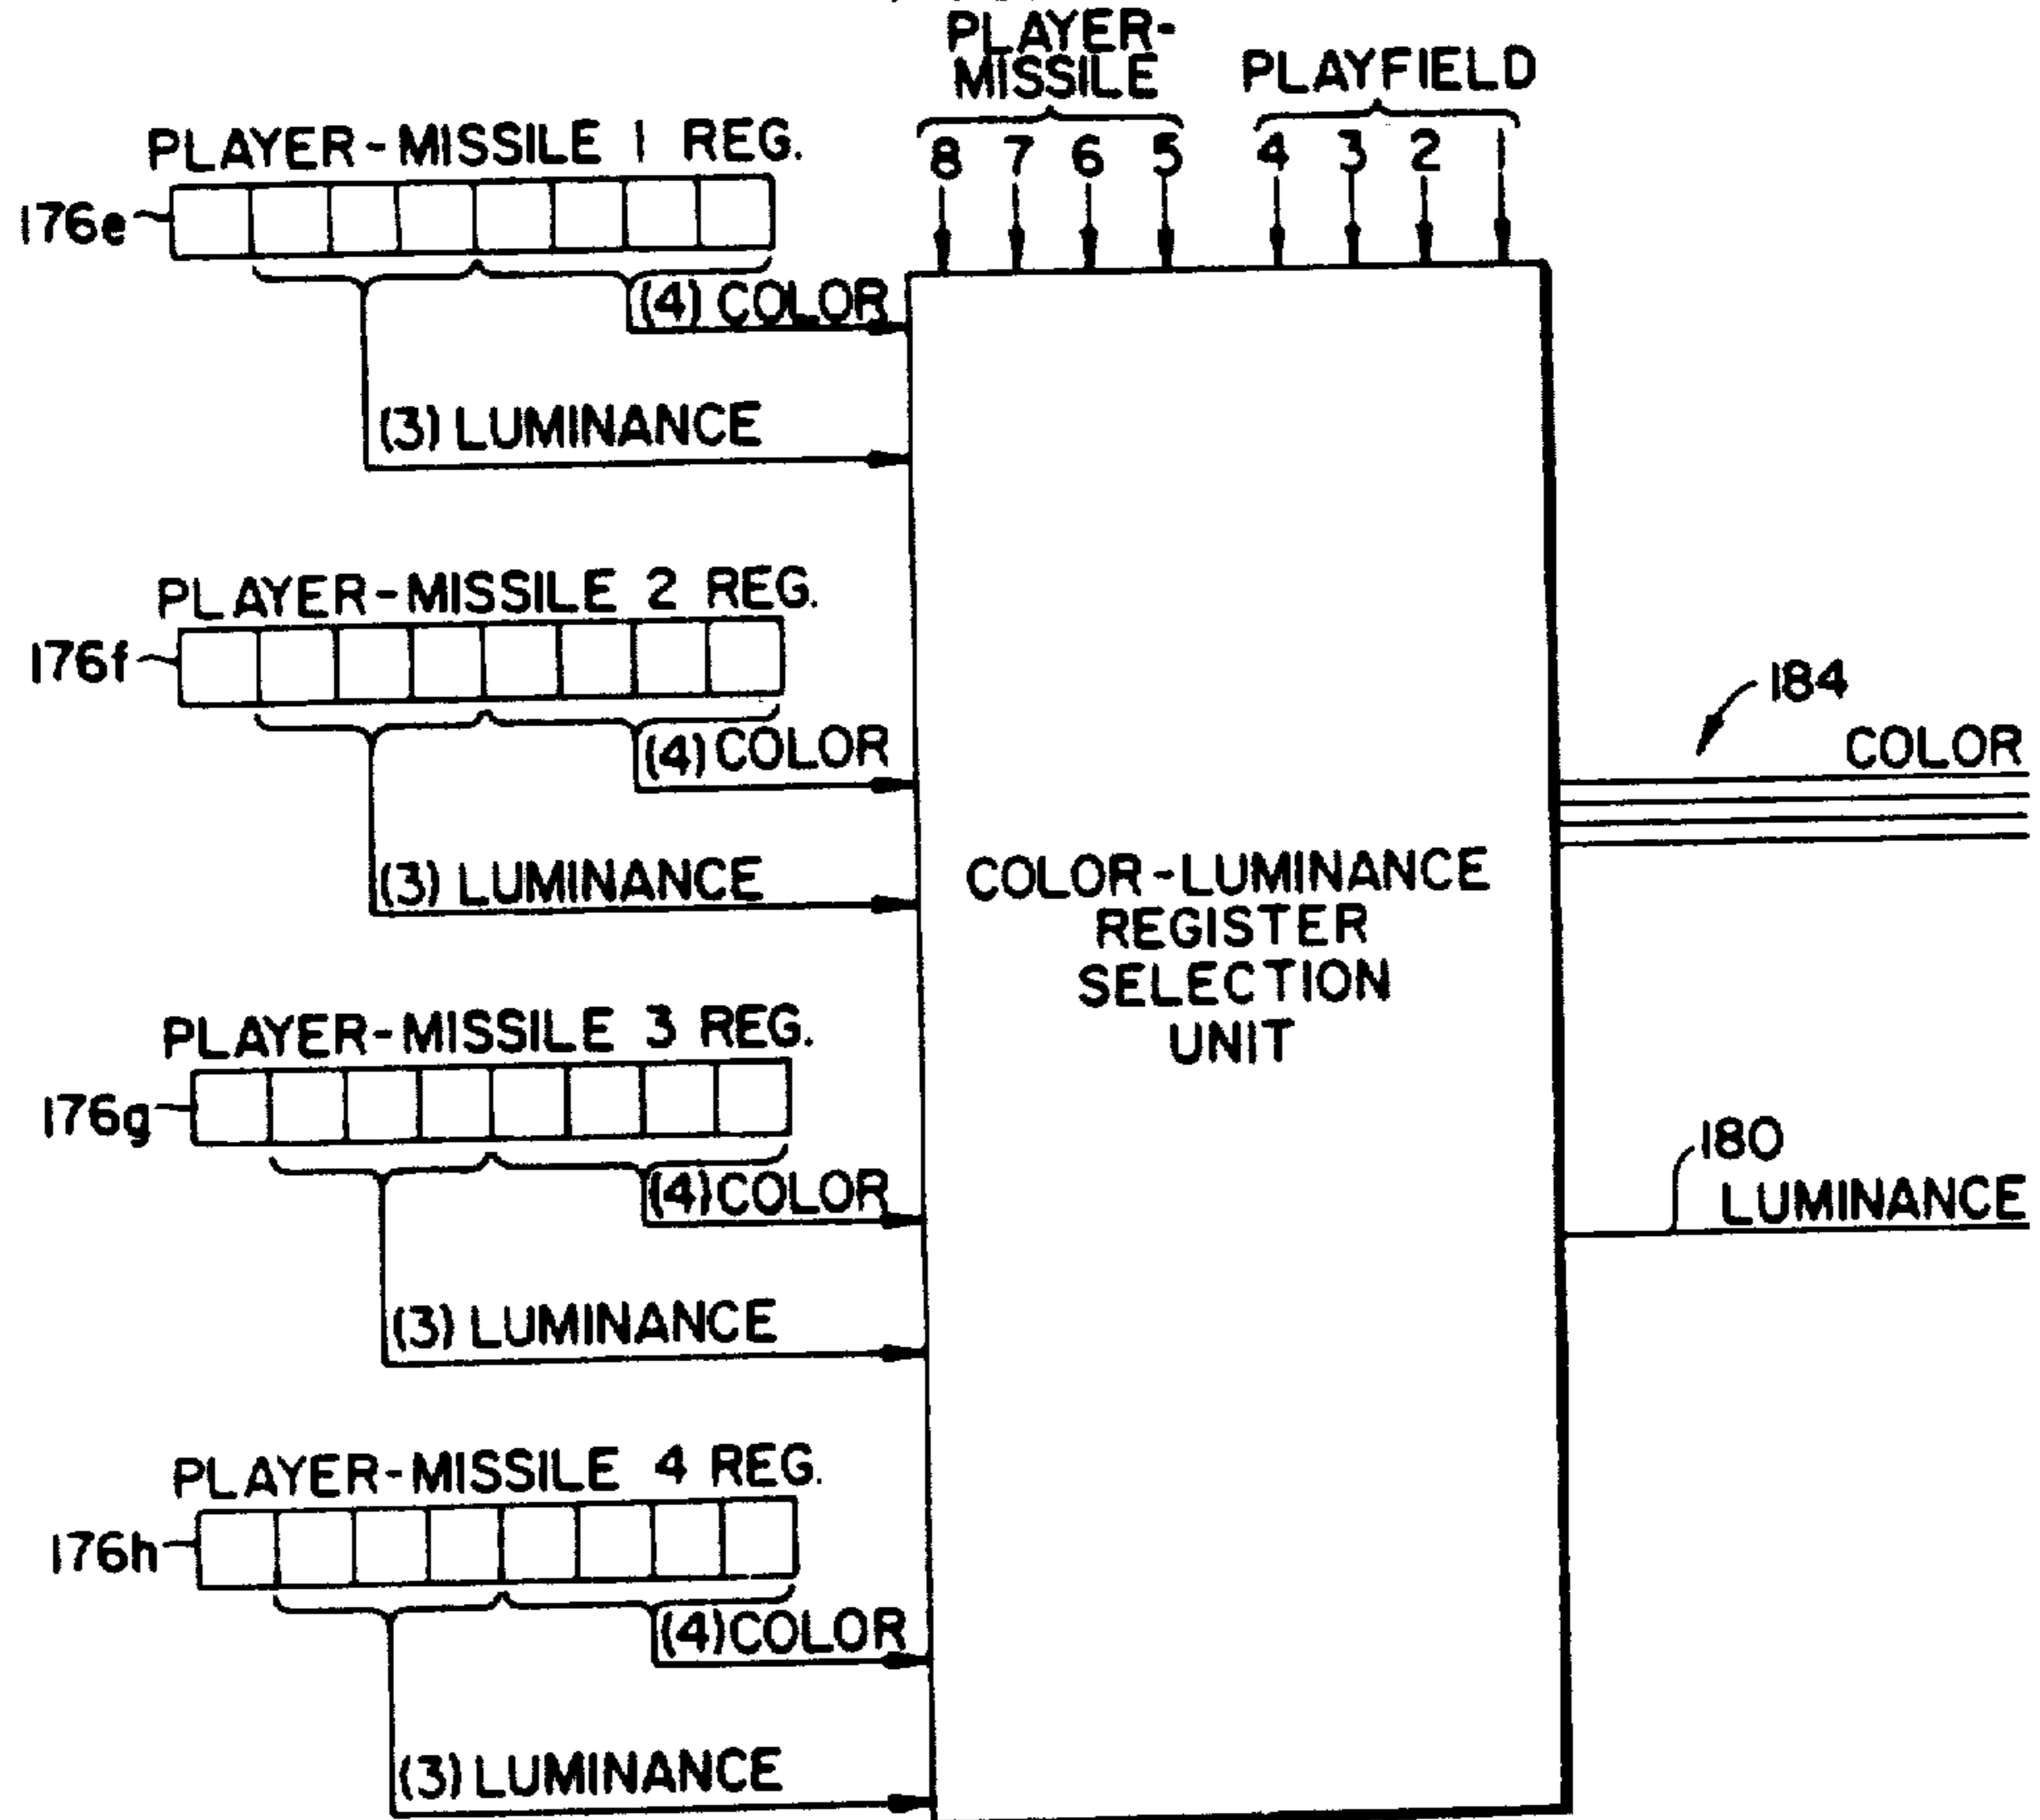 PLAYER-
MISSILE
PLAYFIELD
8 7 6 5 4 3 2 1
PLAYER-MISSILE 1 REG.
176e
(4) COLOR
(3) LUMINANCE
PLAYER-MISSILE 2 REG.
176f
(4) COLOR
(3) LUMINANCE
PLAYER-MISSILE 3 REG.
176g
(4) COLOR
(3) LUMINANCE
PLAYER-MISSILE 4 REG.
176h
(4) COLOR
(3) LUMINANCE
COLOR-LUMINANCE
REGISTER
SELECTION
UNIT
184
COLOR
180
LUMINANCE